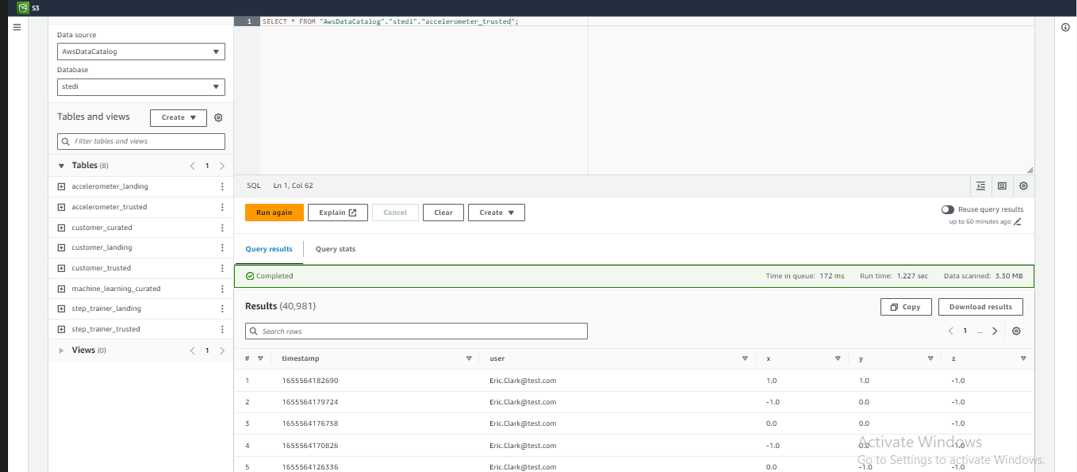 S3
Data source
AwsDataCatalog
Database
stedi
Tables and views
Create
Filter tables and views
Tables (8)
1
accelerometer_landing
accelerometer_trusted
customer_curated
customer_landing
customer_trusted
machine_learning_curated
step_trainer_landing
step_trainer_trusted
Views (0)
1
1 SELECT * FROM "AwsDataCatalog"."stedi"."accelerometer_trusted";
SQL Ln 1, Col 62
Run again Explain Cancel Clear Create
Reuse query results
up to 60 minutes ago
Query results Query stats
Completed Time in queue: 172 ms Run time: 1.227 sec Data scanned: 3.30 MB
Results (40,981) Copy Download results
Search rows 1 ...
# timestamp user x y z
1 1655564182690 Eric.Clark@test.com 1.0 1.0 -1.0
2 1655564179724 Eric.Clark@test.com -1.0 0.0 -1.0
3 1655564176758 Eric.Clark@test.com 0.0 0.0 -1.0
4 1655564170826 Eric.Clark@test.com -1.0 0.0 -1.0
5 1655564126336 Eric.Clark@test.com 0.0 -1.0 -1.0
Activate Windows
Go to Settings to activate Windows.